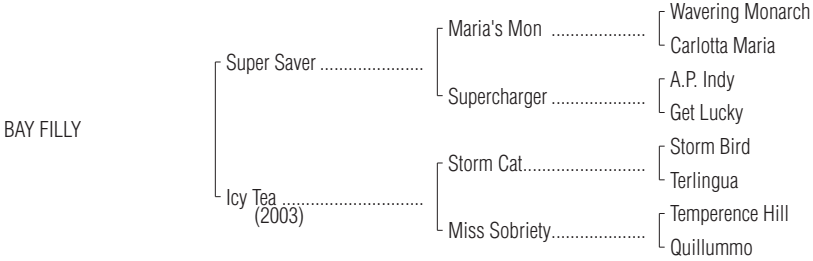 Wavering Monarch
Maria's Mon ....................
Carlotta Maria
Super Saver ......................
A.P. Indy
Supercharger ....................
Get Lucky
BAY FILLY
Storm Bird
Storm Cat..........................
Terlingua
Icy Tea ..............................
(2003)
Temperence Hill
Miss Sobriety....................
Quillummo